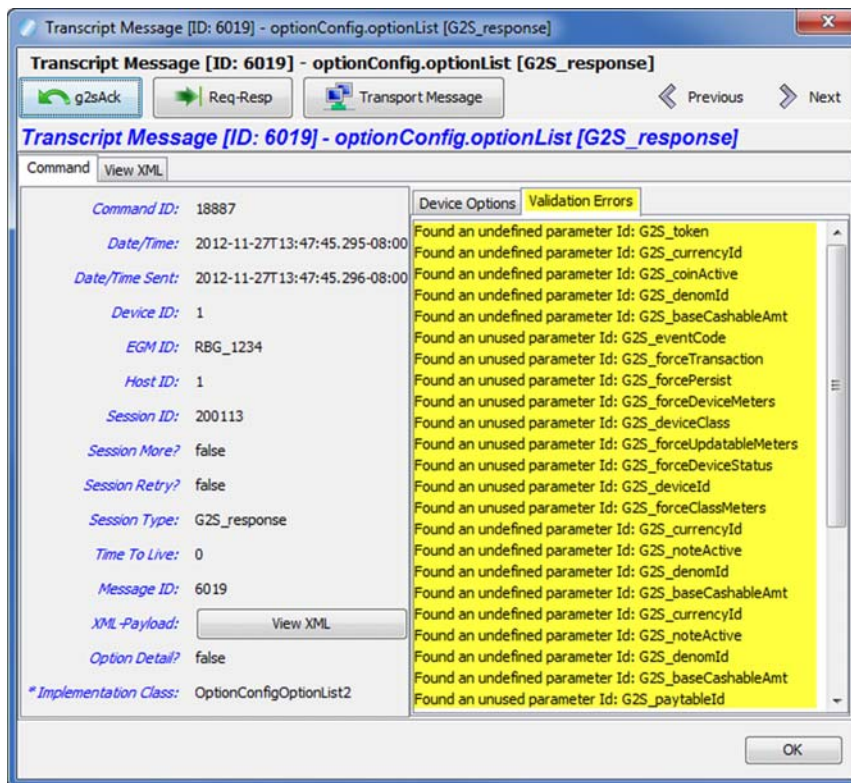 Transcript Message [ID: 6019] - optionConfig.optionList [G2S_response]
Transcript Message [ID: 6019] - optionConfig.optionList [G2S_response]
g2sAck
Req-Resp
Transport Message
Previous
Next
Transcript Message [ID: 6019] - optionConfig.optionList [G2S_response]
Command
View XML
Command ID: 18887
Date/Time: 2012-11-27T13:47:45.295-08:00
Date/Time Sent: 2012-11-27T13:47:45.296-08:00
Device ID: 1
EGM ID: RBG_1234
Host ID: 1
Session ID: 200113
Session More? false
Session Retry? false
Session Type: G2S_response
Time To Live: 0
Message ID: 6019
XML-Payload: View XML
Option Detail? false
* Implementation Class: OptionConfigOptionList2
Device Options
Validation Errors
Found an undefined parameter Id: G2S_token
Found an undefined parameter Id: G2S_currencyId
Found an undefined parameter Id: G2S_coinActive
Found an undefined parameter Id: G2S_denomId
Found an undefined parameter Id: G2S_baseCashableAmt
Found an unused parameter Id: G2S_eventCode
Found an unused parameter Id: G2S_forceTransaction
Found an unused parameter Id: G2S_forcePersist
Found an unused parameter Id: G2S_forceDeviceMeters
Found an unused parameter Id: G2S_deviceClass
Found an unused parameter Id: G2S_forceUpdatableMeters
Found an unused parameter Id: G2S_forceDeviceStatus
Found an unused parameter Id: G2S_deviceId
Found an unused parameter Id: G2S_forceClassMeters
Found an undefined parameter Id: G2S_currencyId
Found an undefined parameter Id: G2S_noteActive
Found an undefined parameter Id: G2S_denomId
Found an undefined parameter Id: G2S_baseCashableAmt
Found an undefined parameter Id: G2S_currencyId
Found an undefined parameter Id: G2S_noteActive
Found an undefined parameter Id: G2S_denomId
Found an undefined parameter Id: G2S_baseCashableAmt
Found an unused parameter Id: G2S_paytableId
OK